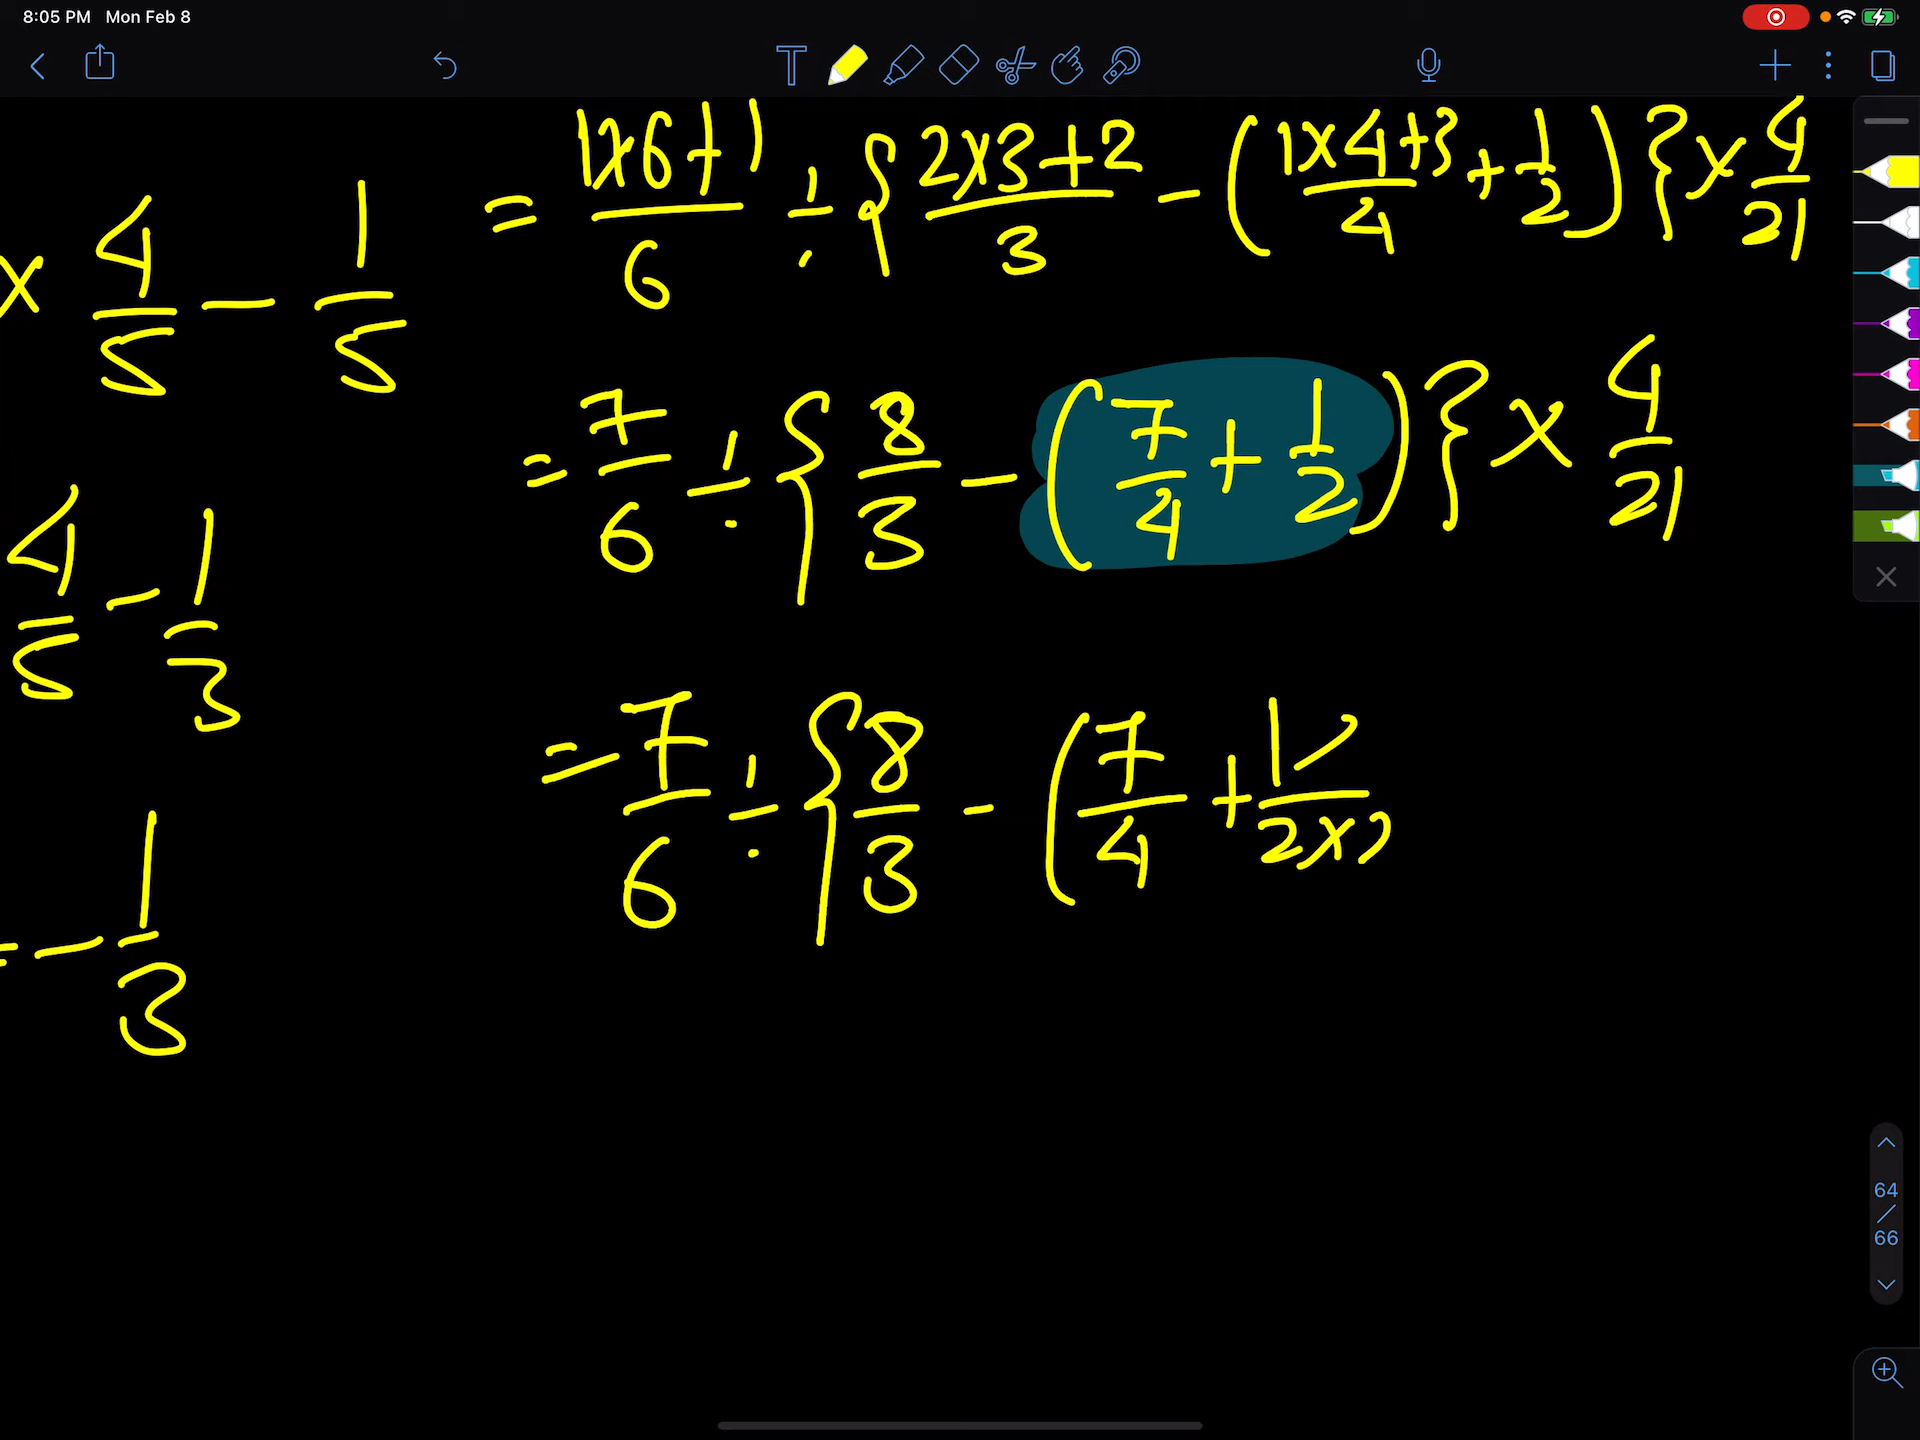 8:05 PM Mon Feb 8
T
× 4/5 - 1/5
4/5 - 1/3
= - 1/3
= 1×6+1/6 ÷ { 2×3+2/3 - ( 1×4+3/4 + 1/2 ) } × 4/21
= 7/6 ÷ { 8/3 - ( 7/4 + 1/2 ) } × 4/21
= 7/6 ÷ { 8/3 - ( 7/4 + 1/2×2
64
/
66